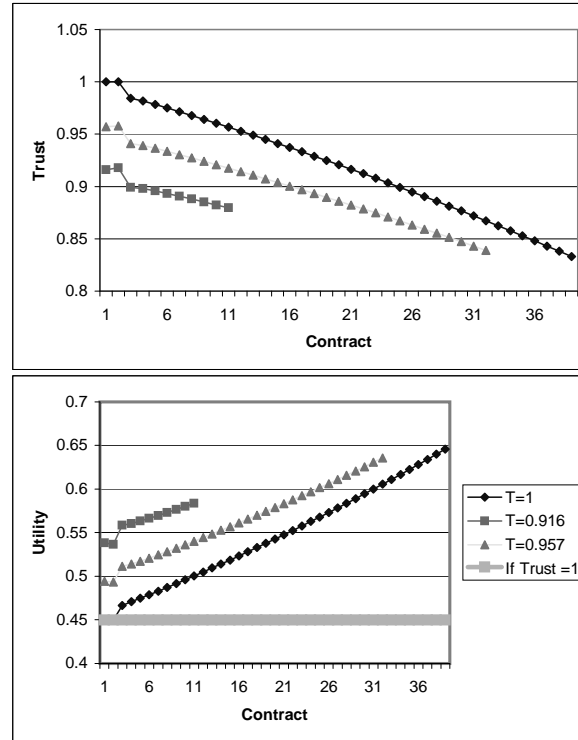 1.05
1
0.95
0.9
0.85
0.8
Trust
1 6 11 16 21 26 31 36
Contract
0.7
0.65
0.6
0.55
0.5
0.45
0.4
Utility
1 6 11 16 21 26 31 36
Contract
T=1
T=0.916
T=0.957
If Trust =1